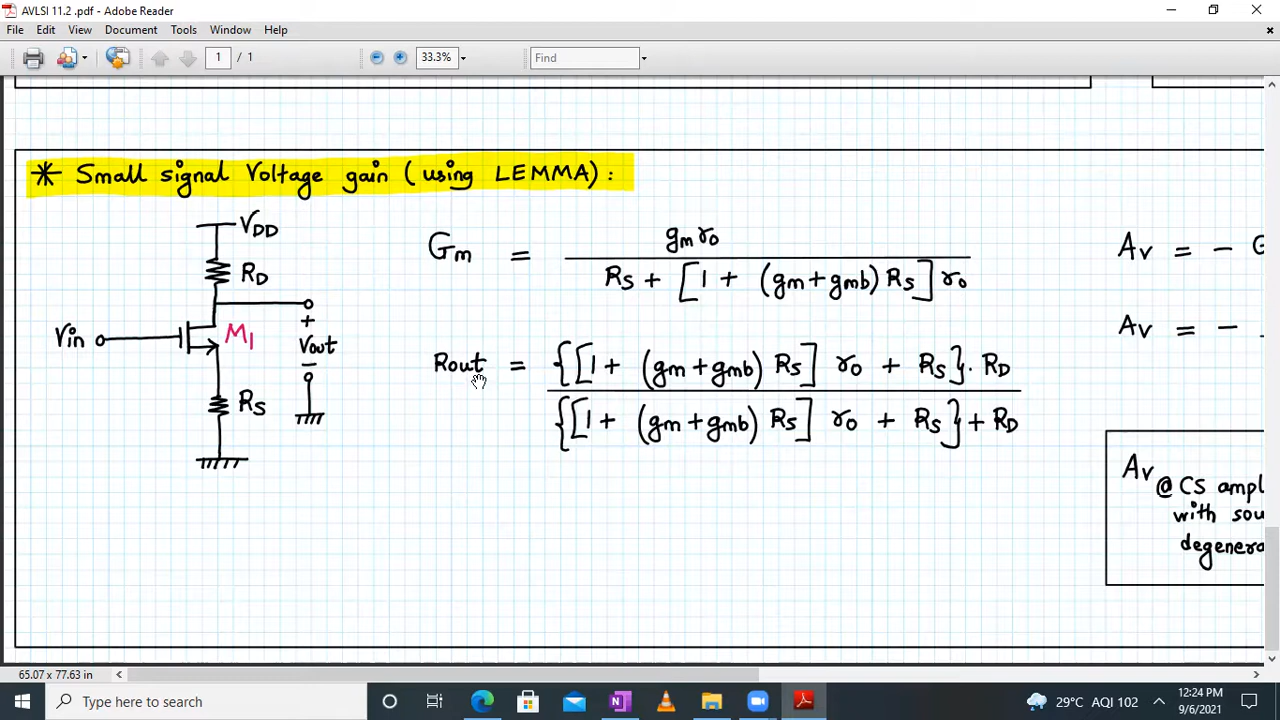 AVLSI 11.2 .pdf - Adobe Reader
File Edit View Document Tools Window Help
1 / 1 33.3% Find
* Small signal Voltage gain (using LEMMA) :
VDD
RD
Vin M1
+
Vout
-
RS
Gm = gm ro / RS + [1 + (gm + gmb) RS] ro
Rout = {[1 + (gm + gmb) RS] ro + RS} . RD / {[1 + (gm + gmb) RS] ro + RS} + RD
Av = - G
Av = -
Av @ CS ampl
with sou
degenera
65.07 x 77.63 in
Type here to search
29°C AQI 102
12:24 PM
9/6/2021